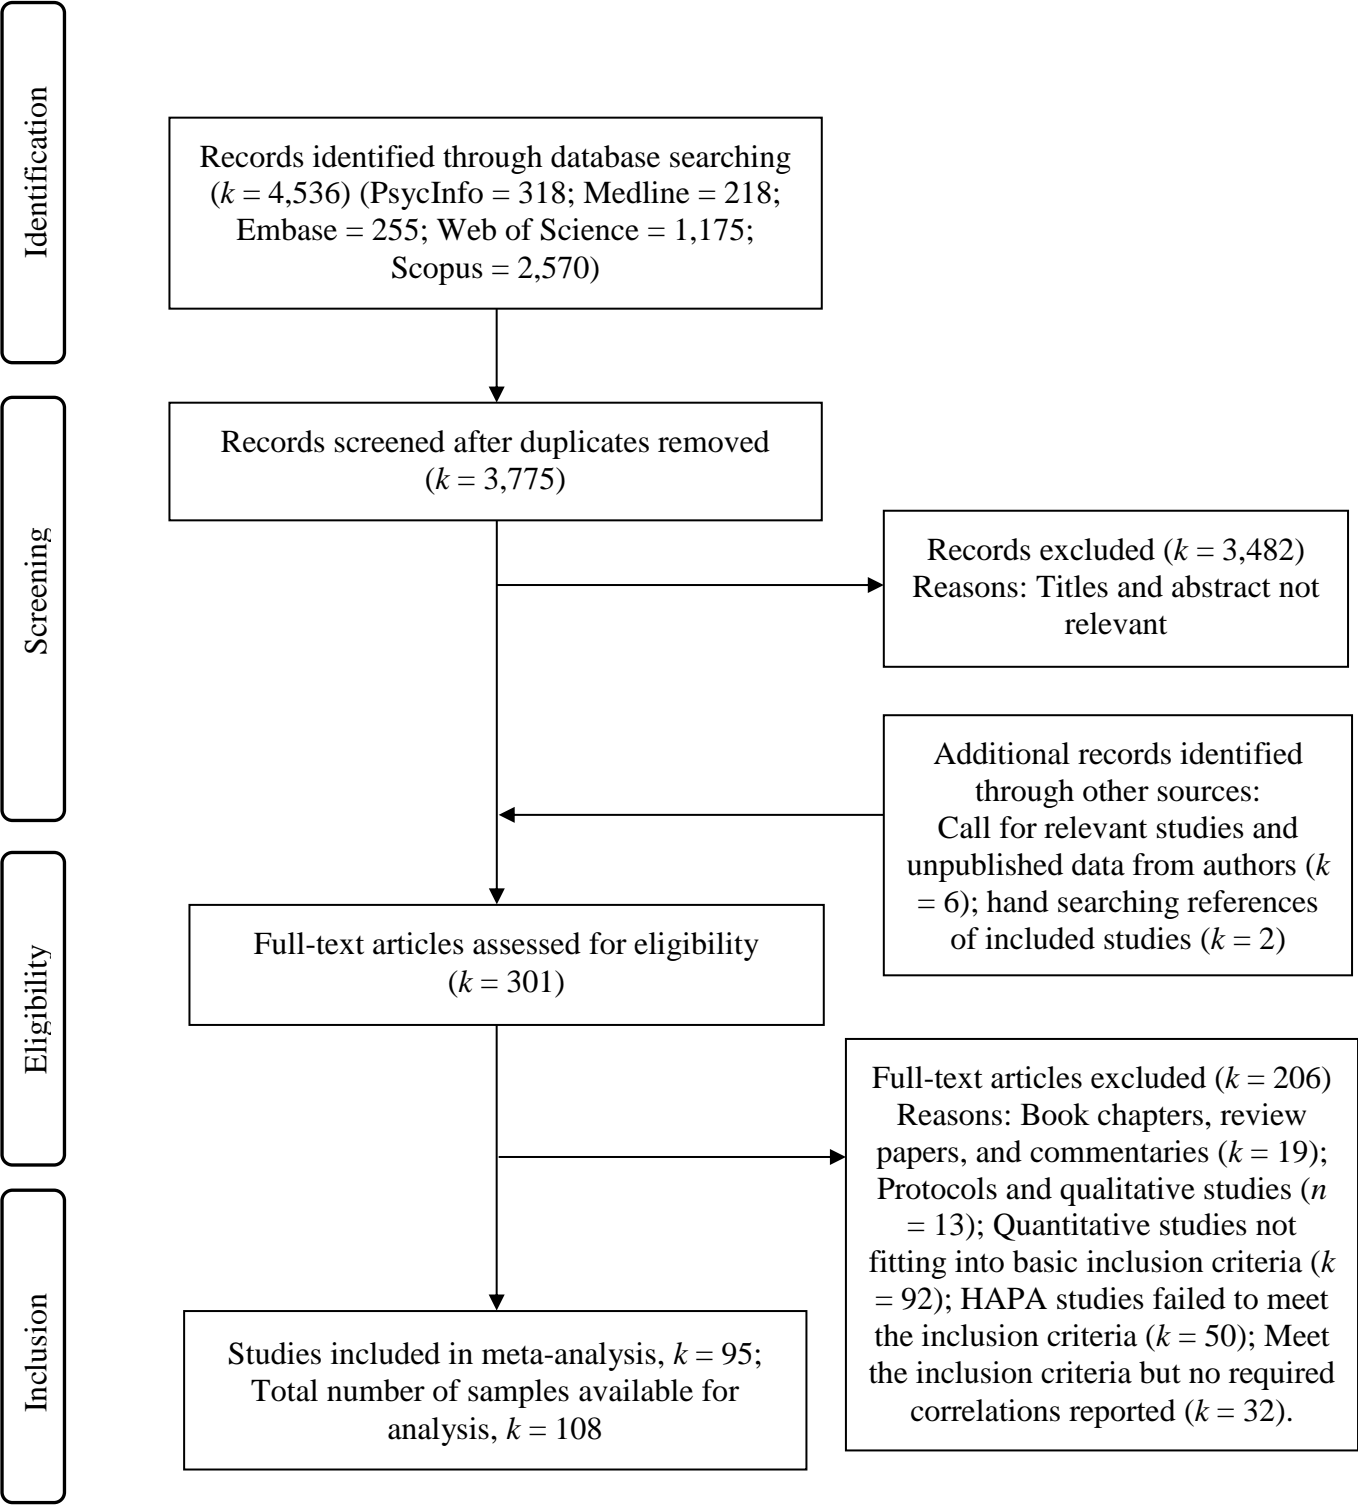 Identification
Records identified through database searching
(k = 4,536) (PsycInfo = 318; Medline = 218;
Embase = 255; Web of Science = 1,175;
Scopus = 2,570)
Screening
Records screened after duplicates removed
(k = 3,775)
Records excluded (k = 3,482)
Reasons: Titles and abstract not
relevant
Additional records identified
through other sources:
Call for relevant studies and
unpublished data from authors (k
= 6); hand searching references
of included studies (k = 2)
Eligibility
Full-text articles assessed for eligibility
(k = 301)
Full-text articles excluded (k = 206)
Reasons: Book chapters, review
papers, and commentaries (k = 19);
Protocols and qualitative studies (n
= 13); Quantitative studies not
fitting into basic inclusion criteria (k
= 92); HAPA studies failed to meet
the inclusion criteria (k = 50); Meet
the inclusion criteria but no required
correlations reported (k = 32).
Inclusion
Studies included in meta-analysis, k = 95;
Total number of samples available for
analysis, k = 108